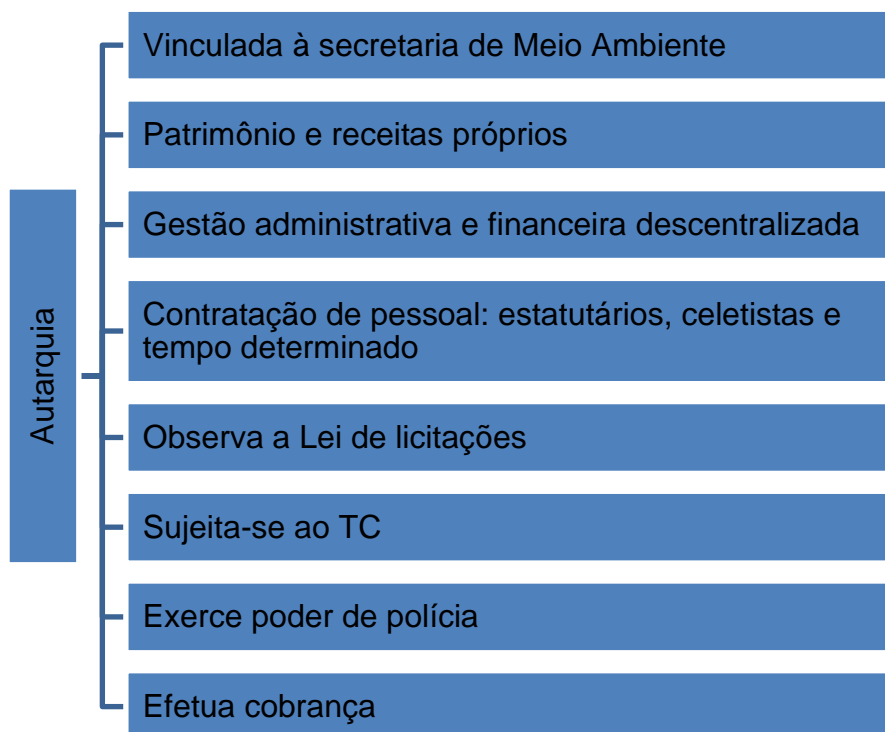 Autarquia
Vinculada à secretaria de Meio Ambiente
Patrimônio e receitas próprios
Gestão administrativa e financeira descentralizada
Contratação de pessoal: estatutários, celetistas e
tempo determinado
Observa a Lei de licitações
Sujeita-se ao TC
Exerce poder de polícia
Efetua cobrança